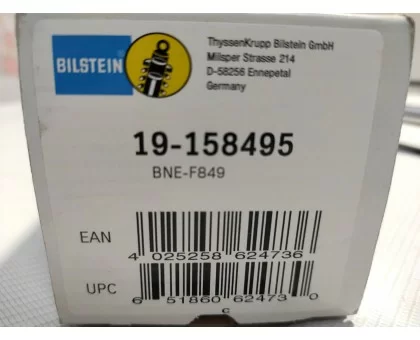 BILSTEIN
ThyssenKrupp Bilstein GmbH
Milsper Strasse 214
D-58256 Ennepetal
Germany
19-158495
BNE-F849
EAN
4 025258 624736
UPC
6 51860 62473 0
C